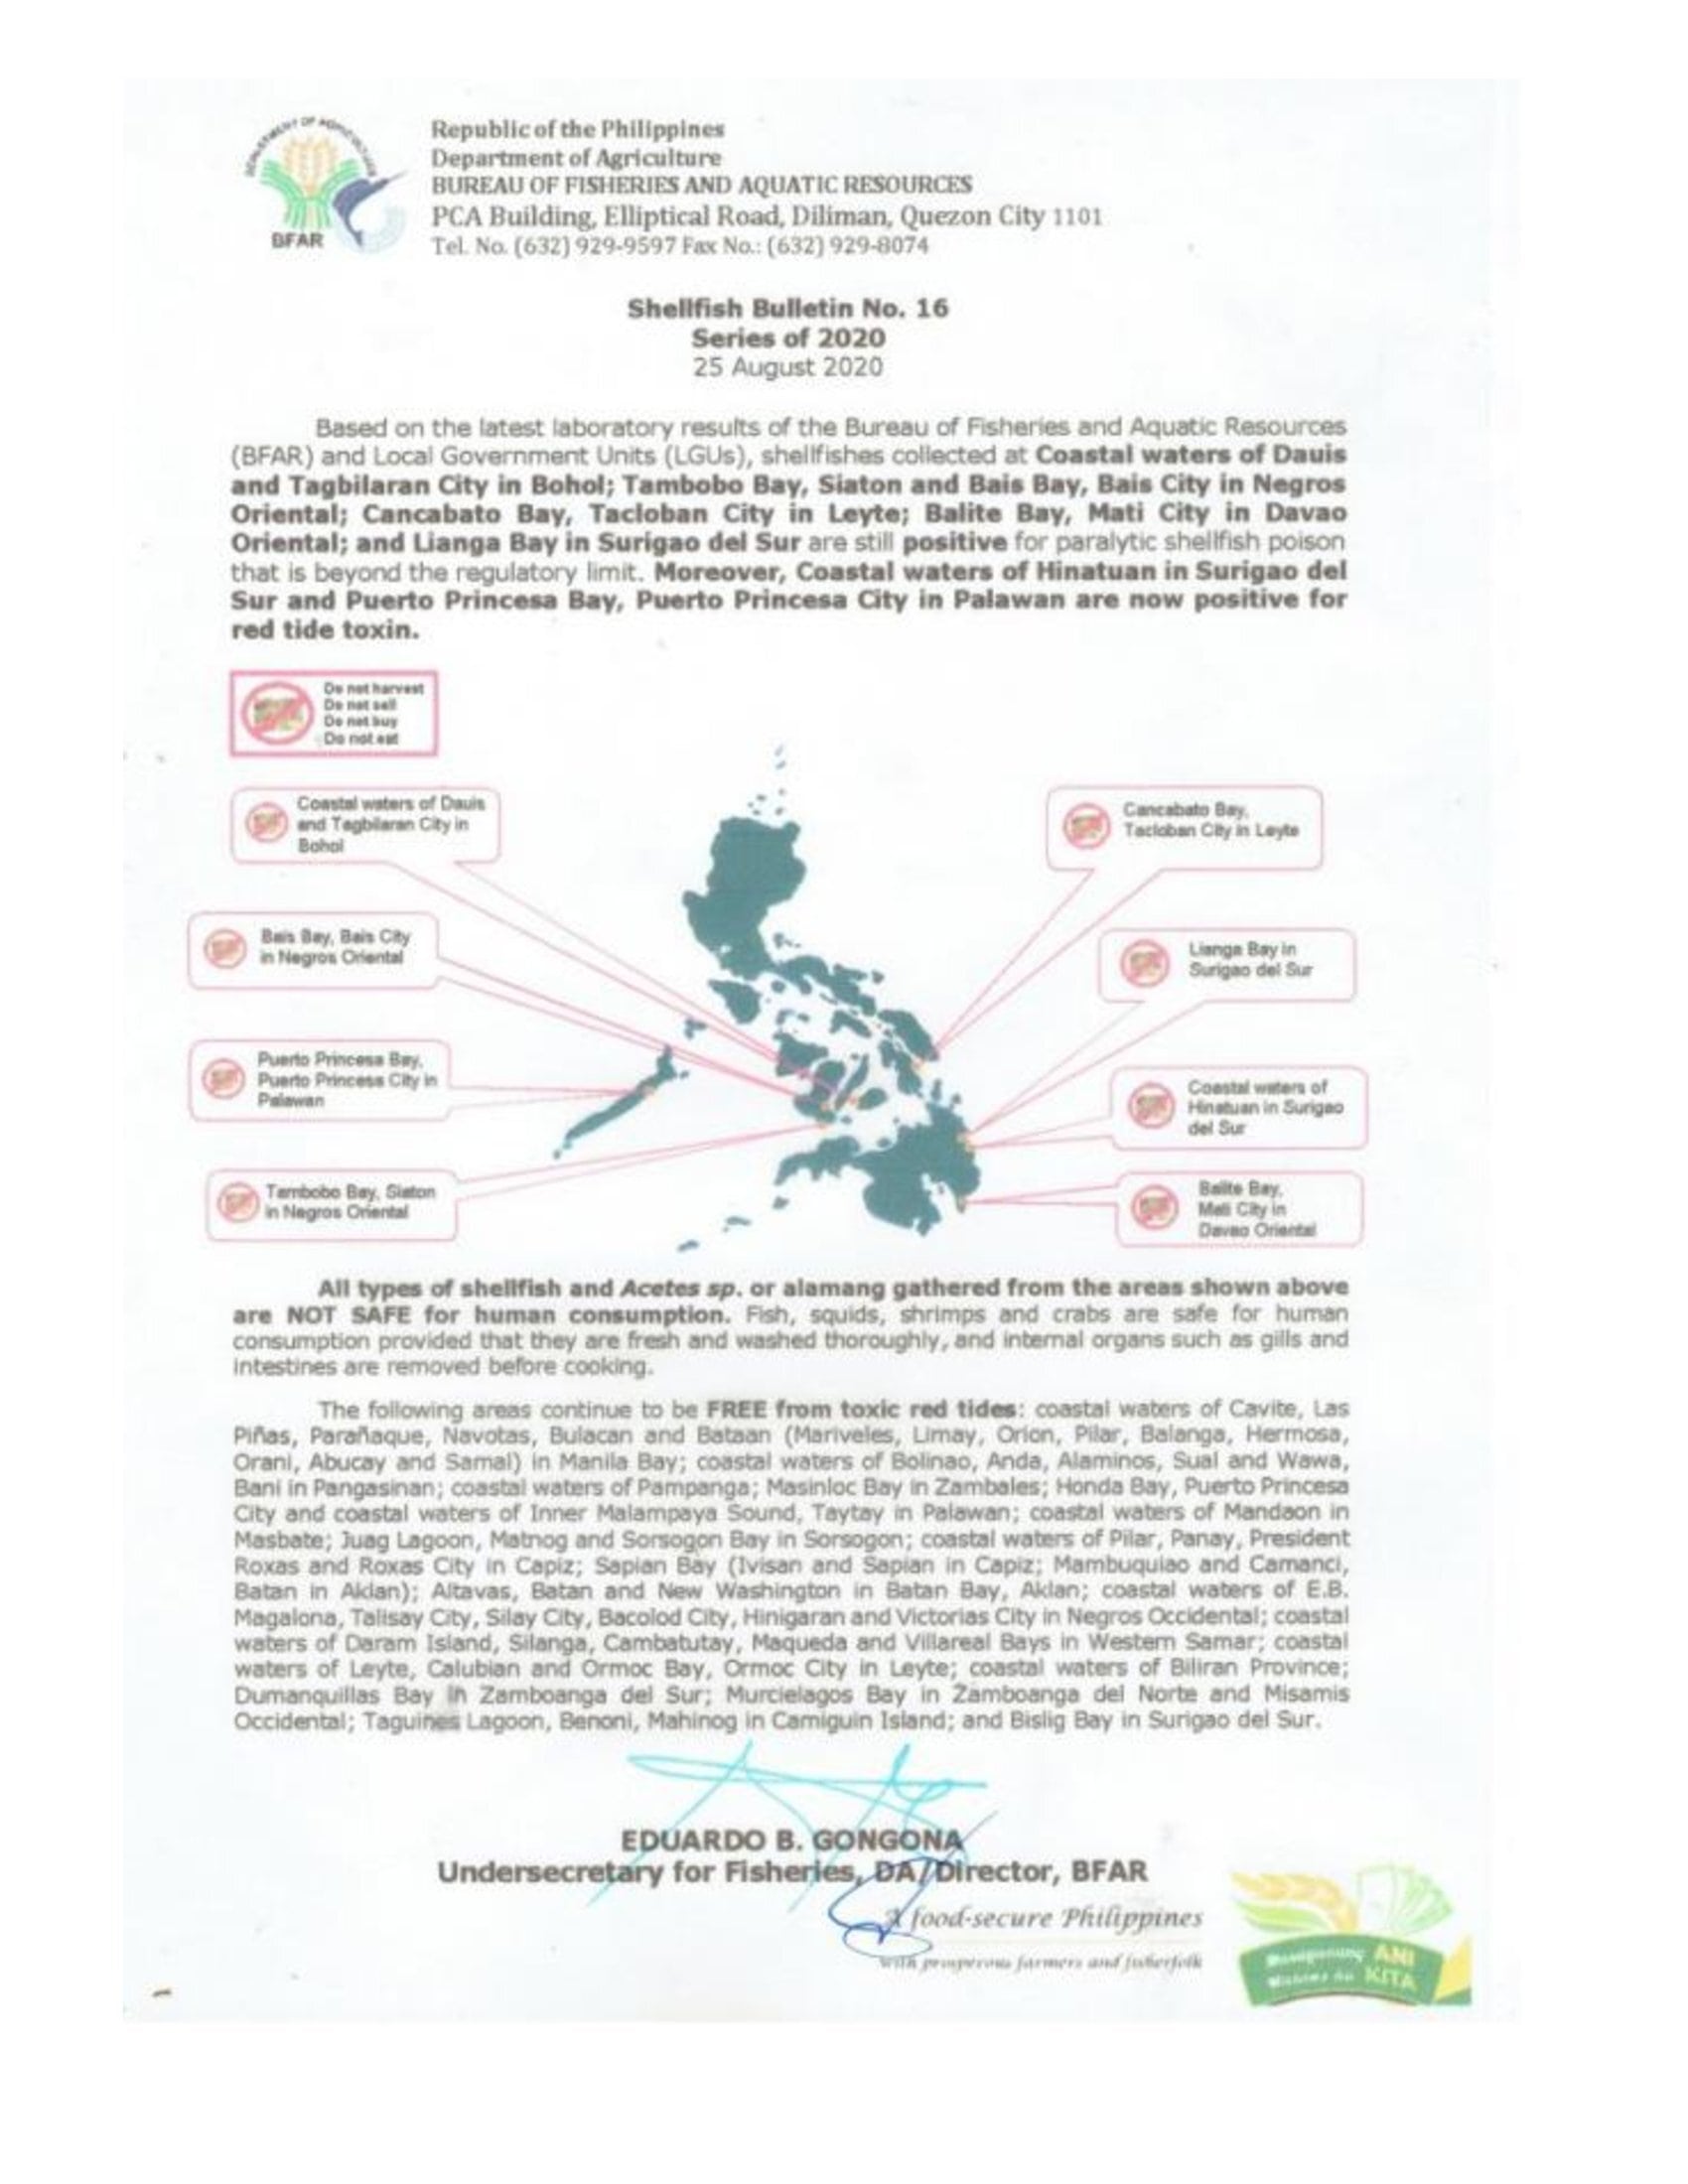 DEPARTMENT OF AGRICULTURE
BFAR
Republic of the Philippines
Department of Agriculture
BUREAU OF FISHERIES AND AQUATIC RESOURCES
PCA Building, Elliptical Road, Diliman, Quezon City 1101
Tel. No. (632) 929-9597 Fax No.: (632) 929-8074
Shellfish Bulletin No. 16
Series of 2020
25 August 2020
Based on the latest laboratory results of the Bureau of Fisheries and Aquatic Resources
(BFAR) and Local Government Units (LGUs), shellfishes collected at Coastal waters of Dauis
and Tagbilaran City in Bohol; Tambobo Bay, Siaton and Bais Bay, Bais City in Negros
Oriental; Cancabato Bay, Tacloban City in Leyte; Balite Bay, Mati City in Davao
Oriental; and Lianga Bay in Surigao del Sur are still positive for paralytic shellfish poison
that is beyond the regulatory limit. Moreover, Coastal waters of Hinatuan in Surigao del
Sur and Puerto Princesa Bay, Puerto Princesa City in Palawan are now positive for
red tide toxin.
Do not harvest
Do not sell
Do not buy
Do not eat
Coastal waters of Dauis
and Tagbilaran City in
Bohol
Bais Bay, Bais City
in Negros Oriental
Puerto Princesa Bay,
Puerto Princesa City in
Palawan
Tambobo Bay, Siaton
in Negros Oriental
Cancabato Bay,
Tacloban City in Leyte
Lianga Bay in
Surigao del Sur
Coastal waters of
Hinatuan in Surigao
del Sur
Balite Bay,
Mati City in
Davao Oriental
All types of shellfish and Acetes sp. or alamang gathered from the areas shown above
are NOT SAFE for human consumption. Fish, squids, shrimps and crabs are safe for human
consumption provided that they are fresh and washed thoroughly, and internal organs such as gills and
intestines are removed before cooking.
The following areas continue to be FREE from toxic red tides: coastal waters of Cavite, Las
Piñas, Parañaque, Navotas, Bulacan and Bataan (Mariveles, Limay, Orion, Pilar, Balanga, Hermosa,
Orani, Abucay and Samal) in Manila Bay; coastal waters of Bolinao, Anda, Alaminos, Sual and Wawa,
Bani in Pangasinan; coastal waters of Pampanga; Masinloc Bay in Zambales; Honda Bay, Puerto Princesa
City and coastal waters of Inner Malampaya Sound, Taytay in Palawan; coastal waters of Mandaon in
Masbate; Juag Lagoon, Matnog and Sorsogon Bay in Sorsogon; coastal waters of Pilar, Panay, President
Roxas and Roxas City in Capiz; Sapian Bay (Ivisan and Sapian in Capiz; Mambuquiao and Camanci,
Batan in Aklan); Altavas, Batan and New Washington in Batan Bay, Aklan; coastal waters of E.B.
Magalona, Talisay City, Silay City, Bacolod City, Hinigaran and Victorias City in Negros Occidental; coastal
waters of Daram Island, Silanga, Cambatutay, Maqueda and Villareal Bays in Western Samar; coastal
waters of Leyte, Calubian and Ormoc Bay, Ormoc City in Leyte; coastal waters of Biliran Province;
Dumanquillas Bay in Zamboanga del Sur; Murcielagos Bay in Zamboanga del Norte and Misamis
Occidental; Taguines Lagoon, Benoni, Mahinog in Camiguin Island; and Bislig Bay in Surigao del Sur.
EDUARDO B. GONGONA
Undersecretary for Fisheries, DA/Director, BFAR
A food-secure Philippines
with prosperous farmers and fisherfolk
ANI
KITA